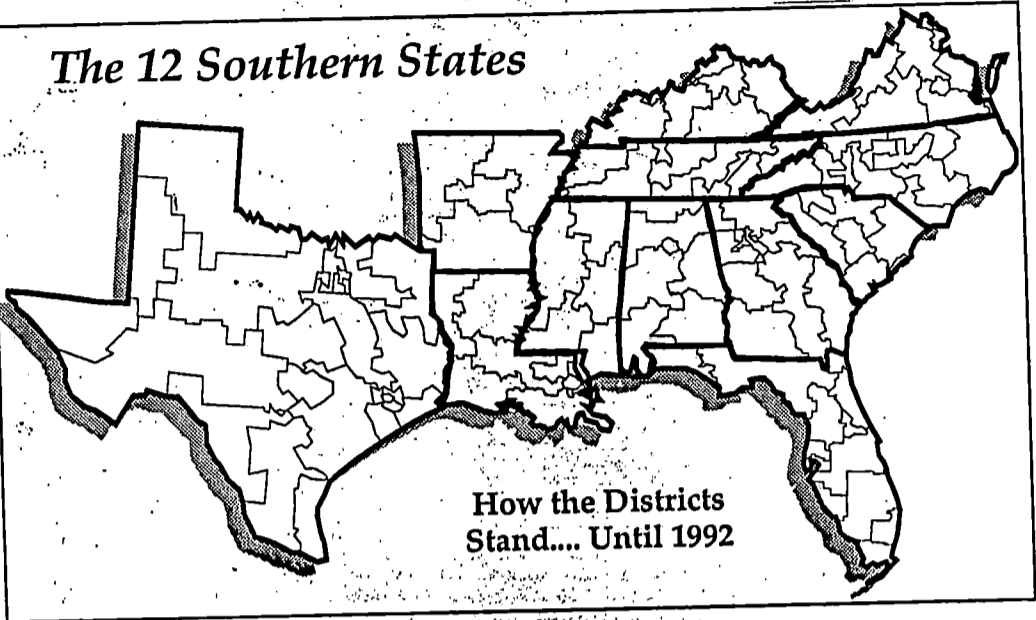 The 12 Southern States
How the Districts
Stand.... Until 1992